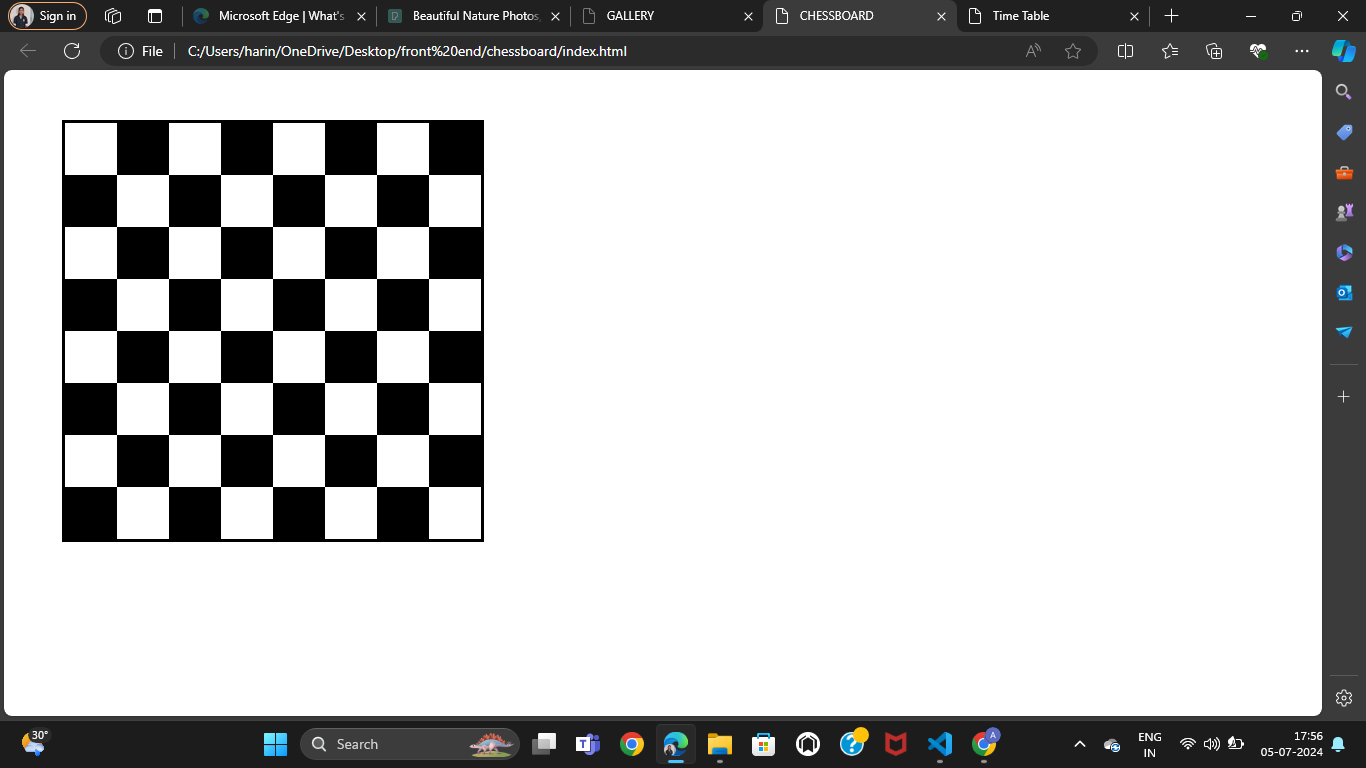 Sign in
Microsoft Edge | What's
Beautiful Nature Photos,
GALLERY
CHESSBOARD
Time Table
File
C:/Users/harin/OneDrive/Desktop/front%20end/chessboard/index.html
30°
Search
A
ENG
IN
17:56
05-07-2024